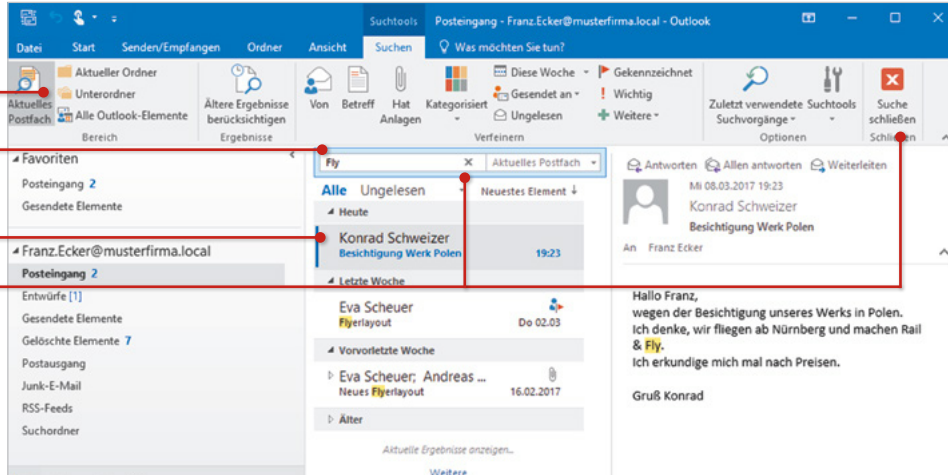 Suchtools Posteingang - Franz.Ecker@musterfirma.local - Outlook
Datei Start Senden/Empfangen Ordner Ansicht Suchen Was möchten Sie tun?
Aktuelles Postfach
Aktueller Ordner
Unterordner
Alle Outlook-Elemente
Bereich
Ältere Ergebnisse berücksichtigen
Ergebnisse
Von
Betreff
Hat Anlagen
Kategorisiert
Diese Woche
Gesendet an
Ungelesen
Gekennzeichnet
! Wichtig
Weitere
Verfeinern
Zuletzt verwendete Suchvorgänge
Suchtools
Optionen
Suche schließen
Schließen
Favoriten
Posteingang 2
Gesendete Elemente
Franz.Ecker@musterfirma.local
Posteingang 2
Entwürfe [1]
Gesendete Elemente
Gelöschte Elemente 7
Postausgang
Junk-E-Mail
RSS-Feeds
Suchordner
Fly Aktuelles Postfach
Alle Ungelesen Neuestes Element ↓
Heute
Konrad Schweizer
Besichtigung Werk Polen 19:23
Letzte Woche
Eva Scheuer
Flyerlayout Do 02.03
Vorvorletzte Woche
Eva Scheuer; Andreas ...
Neues Flyerlayout 16.02.2017
Älter
Aktuelle Ergebnisse anzeigen...
Weitere
Antworten Allen antworten Weiterleiten
Mi 08.03.2017 19:23
Konrad Schweizer
Besichtigung Werk Polen
An Franz Ecker
Hallo Franz,
wegen der Besichtigung unseres Werks in Polen.
Ich denke, wir fliegen ab Nürnberg und machen Rail
& Fly.
Ich erkundige mich mal nach Preisen.
Gruß Konrad